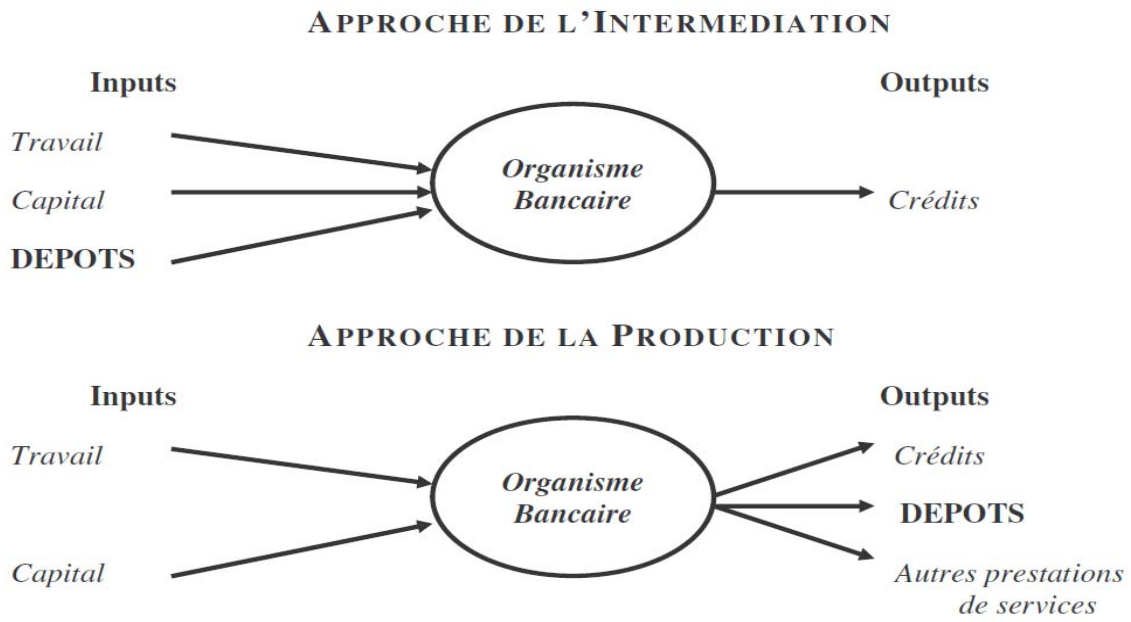 APPROCHE DE L'INTERMEDIATION
Inputs
Outputs
Travail
Capital
DEPOTS
Organisme
Bancaire
Crédits
APPROCHE DE LA PRODUCTION
Inputs
Outputs
Travail
Capital
Organisme
Bancaire
Crédits
DEPOTS
Autres prestations
de services